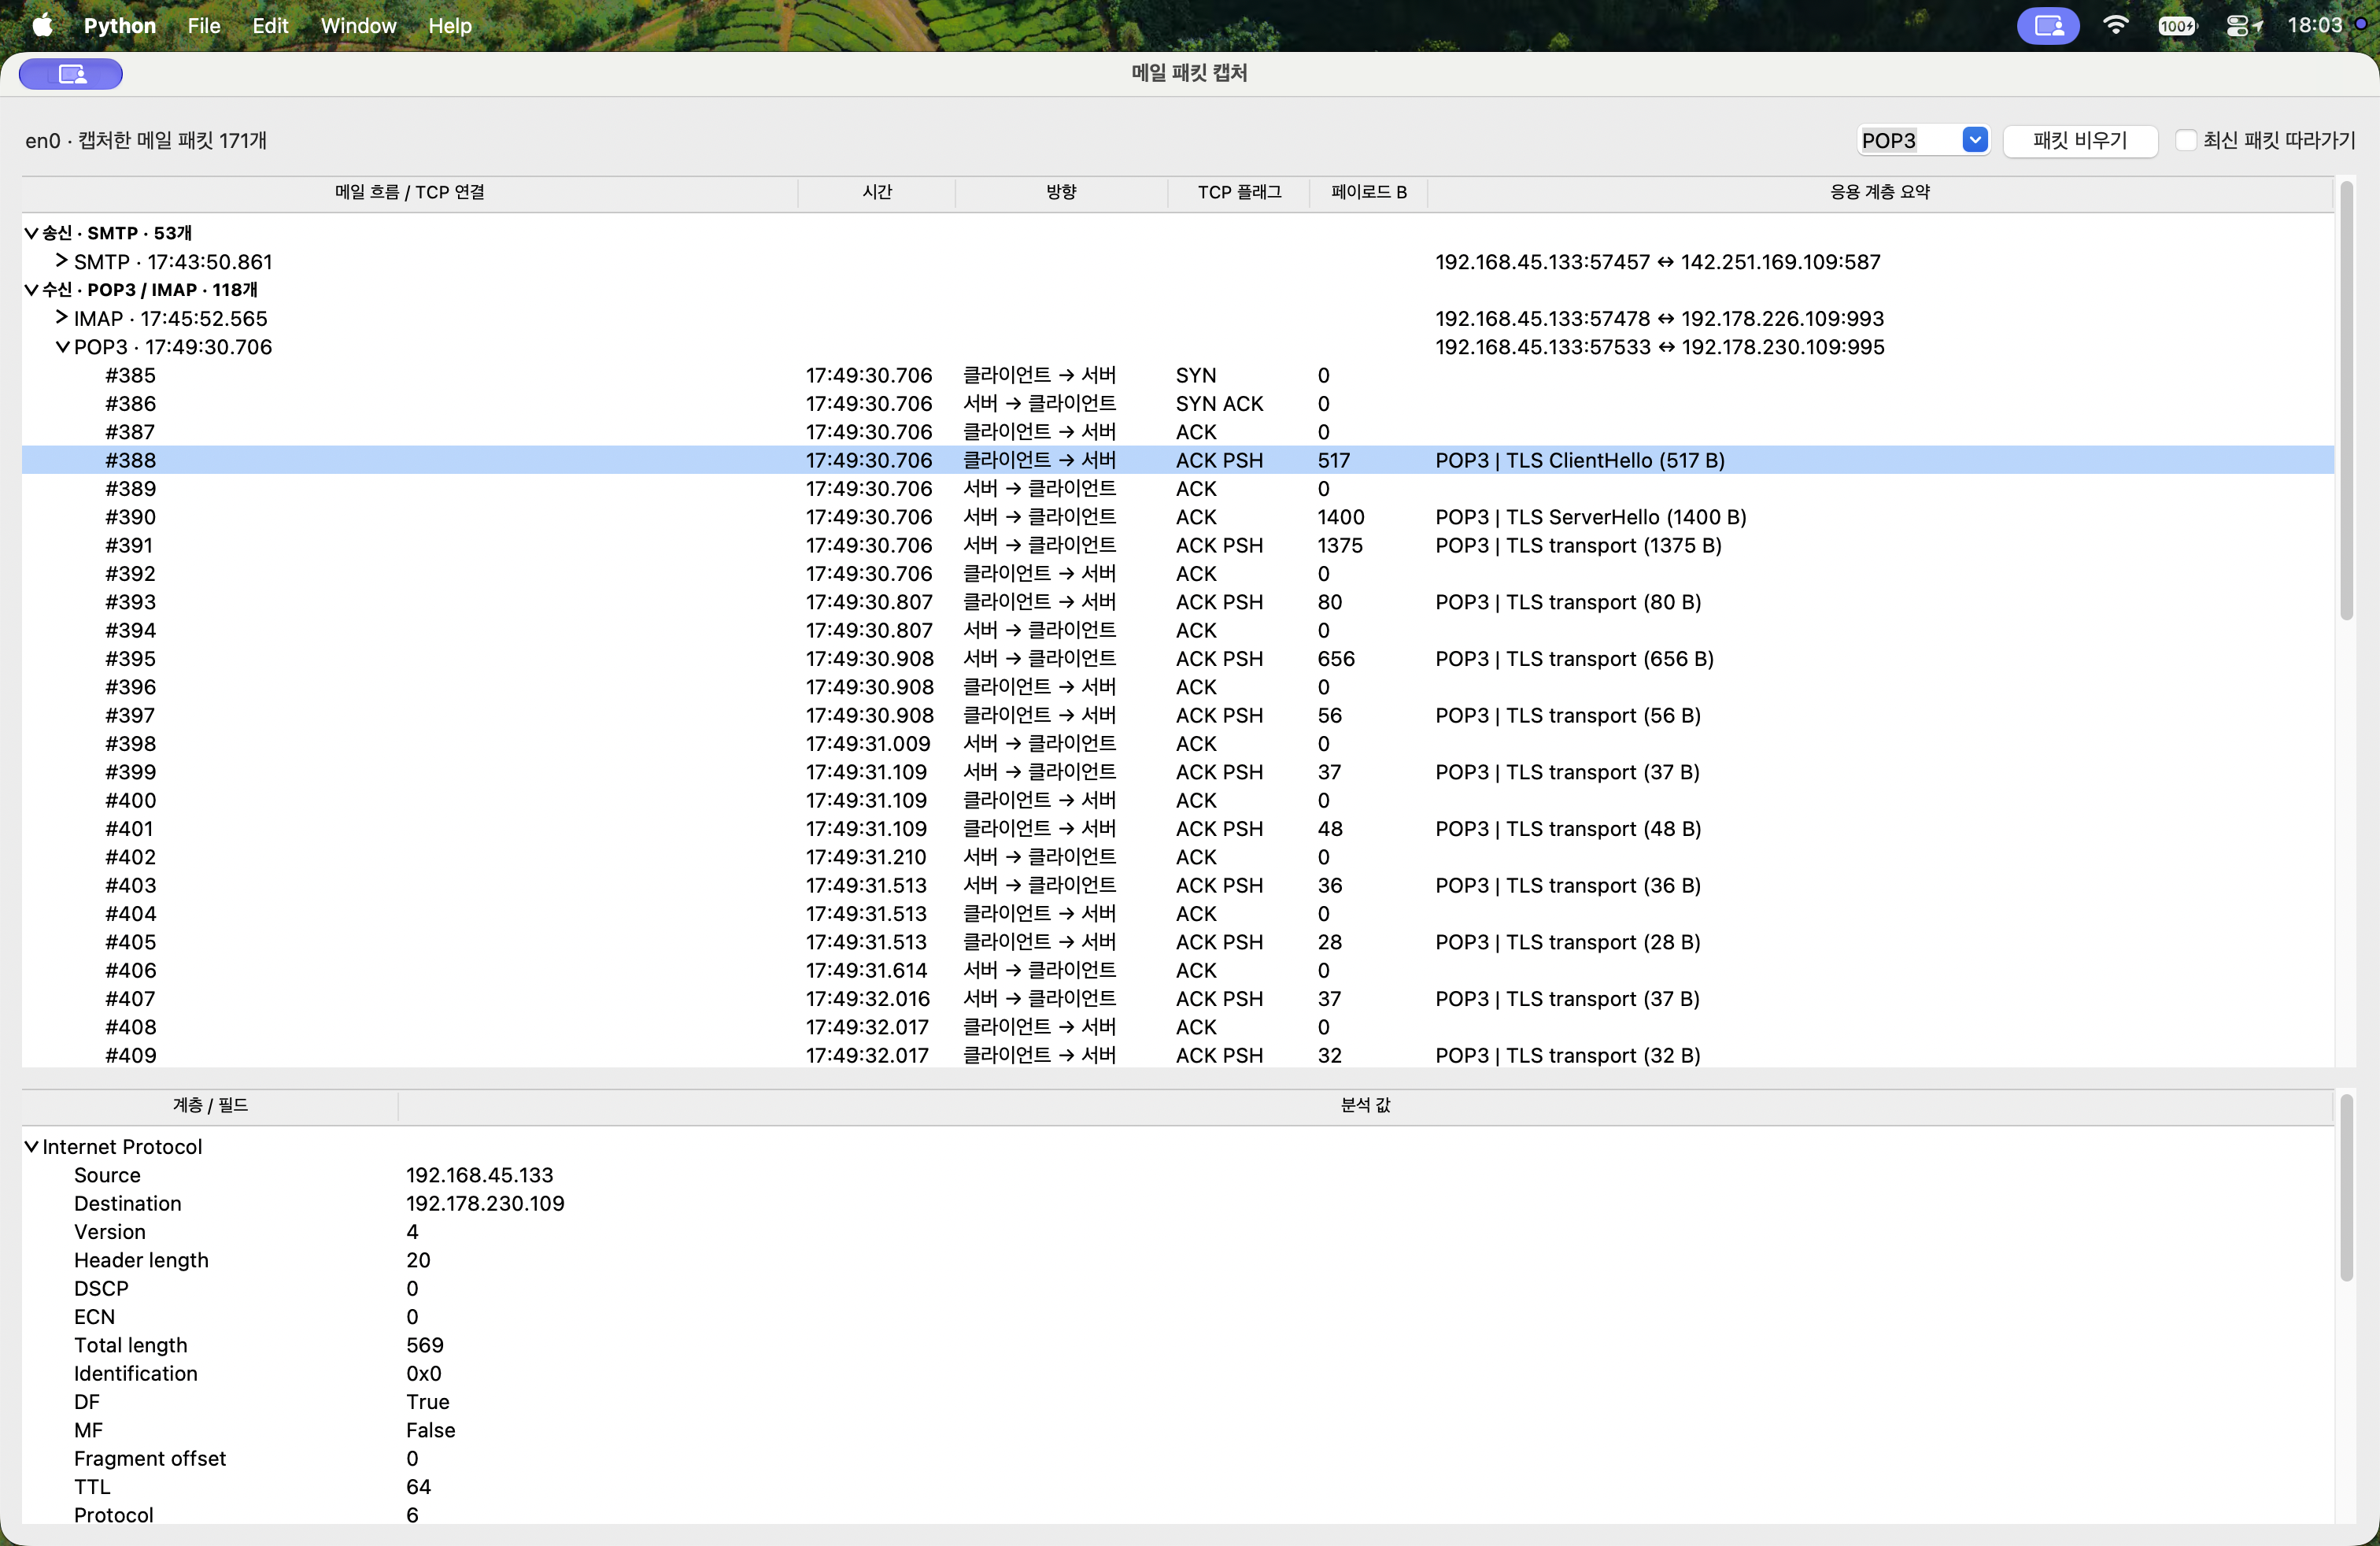 Python File Edit Window Help 100 18:03
메일 패킷 캡처
en0 · 캡처한 메일 패킷 171개 POP3 패킷 비우기 최신 패킷 따라가기
메일 흐름 / TCP 연결 시간 방향 TCP 플래그 페이로드 B 응용 계층 요약
송신 · SMTP · 53개
SMTP · 17:43:50.861 192.168.45.133:57457 ↔ 142.251.169.109:587
수신 · POP3 / IMAP · 118개
IMAP · 17:45:52.565 192.168.45.133:57478 ↔ 192.178.226.109:993
POP3 · 17:49:30.706 192.168.45.133:57533 ↔ 192.178.230.109:995
#385 17:49:30.706 클라이언트 → 서버 SYN 0
#386 17:49:30.706 서버 → 클라이언트 SYN ACK 0
#387 17:49:30.706 클라이언트 → 서버 ACK 0
#388 17:49:30.706 클라이언트 → 서버 ACK PSH 517 POP3 | TLS ClientHello (517 B)
#389 17:49:30.706 서버 → 클라이언트 ACK 0
#390 17:49:30.706 서버 → 클라이언트 ACK 1400 POP3 | TLS ServerHello (1400 B)
#391 17:49:30.706 서버 → 클라이언트 ACK PSH 1375 POP3 | TLS transport (1375 B)
#392 17:49:30.706 클라이언트 → 서버 ACK 0
#393 17:49:30.807 클라이언트 → 서버 ACK PSH 80 POP3 | TLS transport (80 B)
#394 17:49:30.807 서버 → 클라이언트 ACK 0
#395 17:49:30.908 서버 → 클라이언트 ACK PSH 656 POP3 | TLS transport (656 B)
#396 17:49:30.908 클라이언트 → 서버 ACK 0
#397 17:49:30.908 클라이언트 → 서버 ACK PSH 56 POP3 | TLS transport (56 B)
#398 17:49:31.009 서버 → 클라이언트 ACK 0
#399 17:49:31.109 서버 → 클라이언트 ACK PSH 37 POP3 | TLS transport (37 B)
#400 17:49:31.109 클라이언트 → 서버 ACK 0
#401 17:49:31.109 클라이언트 → 서버 ACK PSH 48 POP3 | TLS transport (48 B)
#402 17:49:31.210 서버 → 클라이언트 ACK 0
#403 17:49:31.513 서버 → 클라이언트 ACK PSH 36 POP3 | TLS transport (36 B)
#404 17:49:31.513 클라이언트 → 서버 ACK 0
#405 17:49:31.513 클라이언트 → 서버 ACK PSH 28 POP3 | TLS transport (28 B)
#406 17:49:31.614 서버 → 클라이언트 ACK 0
#407 17:49:32.016 서버 → 클라이언트 ACK PSH 37 POP3 | TLS transport (37 B)
#408 17:49:32.017 클라이언트 → 서버 ACK 0
#409 17:49:32.017 클라이언트 → 서버 ACK PSH 32 POP3 | TLS transport (32 B)
계층 / 필드 분석 값
Internet Protocol
Source 192.168.45.133
Destination 192.178.230.109
Version 4
Header length 20
DSCP 0
ECN 0
Total length 569
Identification 0x0
DF True
MF False
Fragment offset 0
TTL 64
Protocol 6